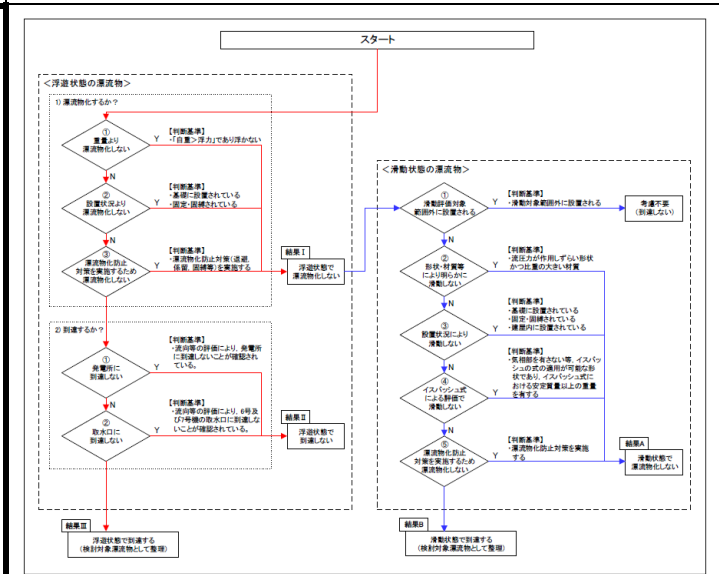 スタート
＜浮遊状態の漂流物＞
1) 漂流物化するか？
①
重量より
漂流物化しない
Y
【判断基準】
・「自重＞浮力」であり浮かない
N
②
設置状況より
漂流物化しない
Y
【判断基準】
・基礎に設置されている
・固定・固縛されている
N
③
漂流物化防止
対策を実施するため
漂流物化しない
Y
【判断基準】
・漂流物化防止対策（退避，
係留，固縛等）を実施する
結果Ⅰ
浮遊状態で
漂流物化しない
2) 到達するか？
①
発電所に
到達しない
Y
【判断基準】
・流向等の評価により，発電所
に到達しないことが確認され
ている。
N
②
取水口に
到達しない
Y
【判断基準】
・流向等の評価により，6号及
び7号機の取水口に到達しな
いことが確認されている。
結果Ⅱ
浮遊状態で
到達しない
結果Ⅲ
浮遊状態で到達する
（検討対象漂流物として整理）
＜滑動状態の漂流物＞
①
滑動評価対象
範囲外に設置される
Y
【判断基準】
・滑動対象範囲外に設置される
考慮不要
（到達しない）
N
②
形状・材質等
により明らかに
滑動しない
Y
【判断基準】
・流圧力が作用しずらい形状
かつ比重の大きい材質
N
③
設置状況により
滑動しない
Y
【判断基準】
・基礎に設置されている
・固定・固縛されている
・建屋内に設置されている
N
④
イスバッシュ式
による評価で
滑動しない
Y
【判断基準】
・気相部を有さない等，イスバッ
シュの式の適用が可能な形
状であり，イスバッシュ式に
おける安定質量以上の重量
を有する
N
⑤
漂流物化防止
対策を実施するため
漂流物化しない
Y
【判断基準】
・漂流物化防止対策を実施
する
結果A
滑動状態で
漂流物化しない
結果B
滑動状態で到達する
（検討対象漂流物として整理）